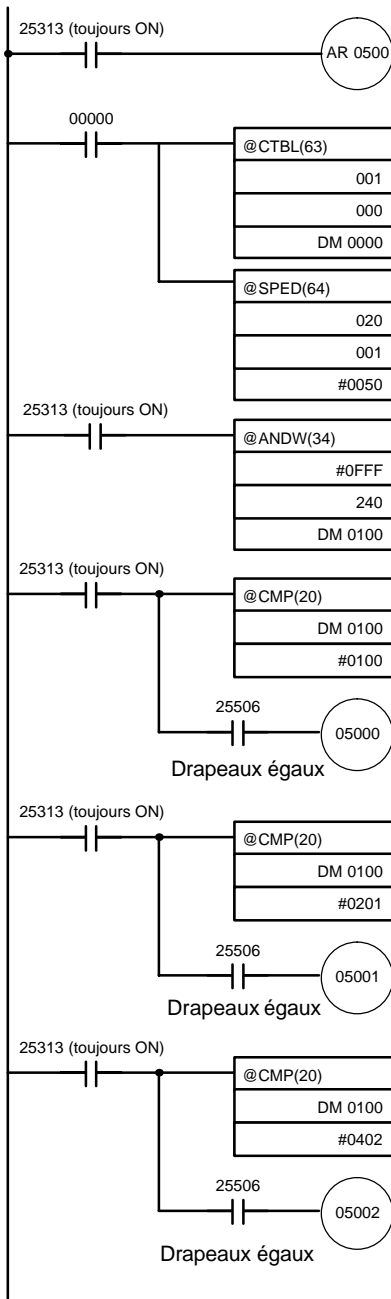 25313 (toujours ON)
AR 0500
00000
@CTBL(63)
001
000
DM 0000
@SPED(64)
020
001
#0050
25313 (toujours ON)
@ANDW(34)
#0FFF
240
DM 0100
25313 (toujours ON)
@CMP(20)
DM 0100
#0100
25506
05000
Drapeaux égaux
25313 (toujours ON)
@CMP(20)
DM 0100
#0201
25506
05001
Drapeaux égaux
25313 (toujours ON)
@CMP(20)
DM 0100
#0402
25506
05002
Drapeaux égaux